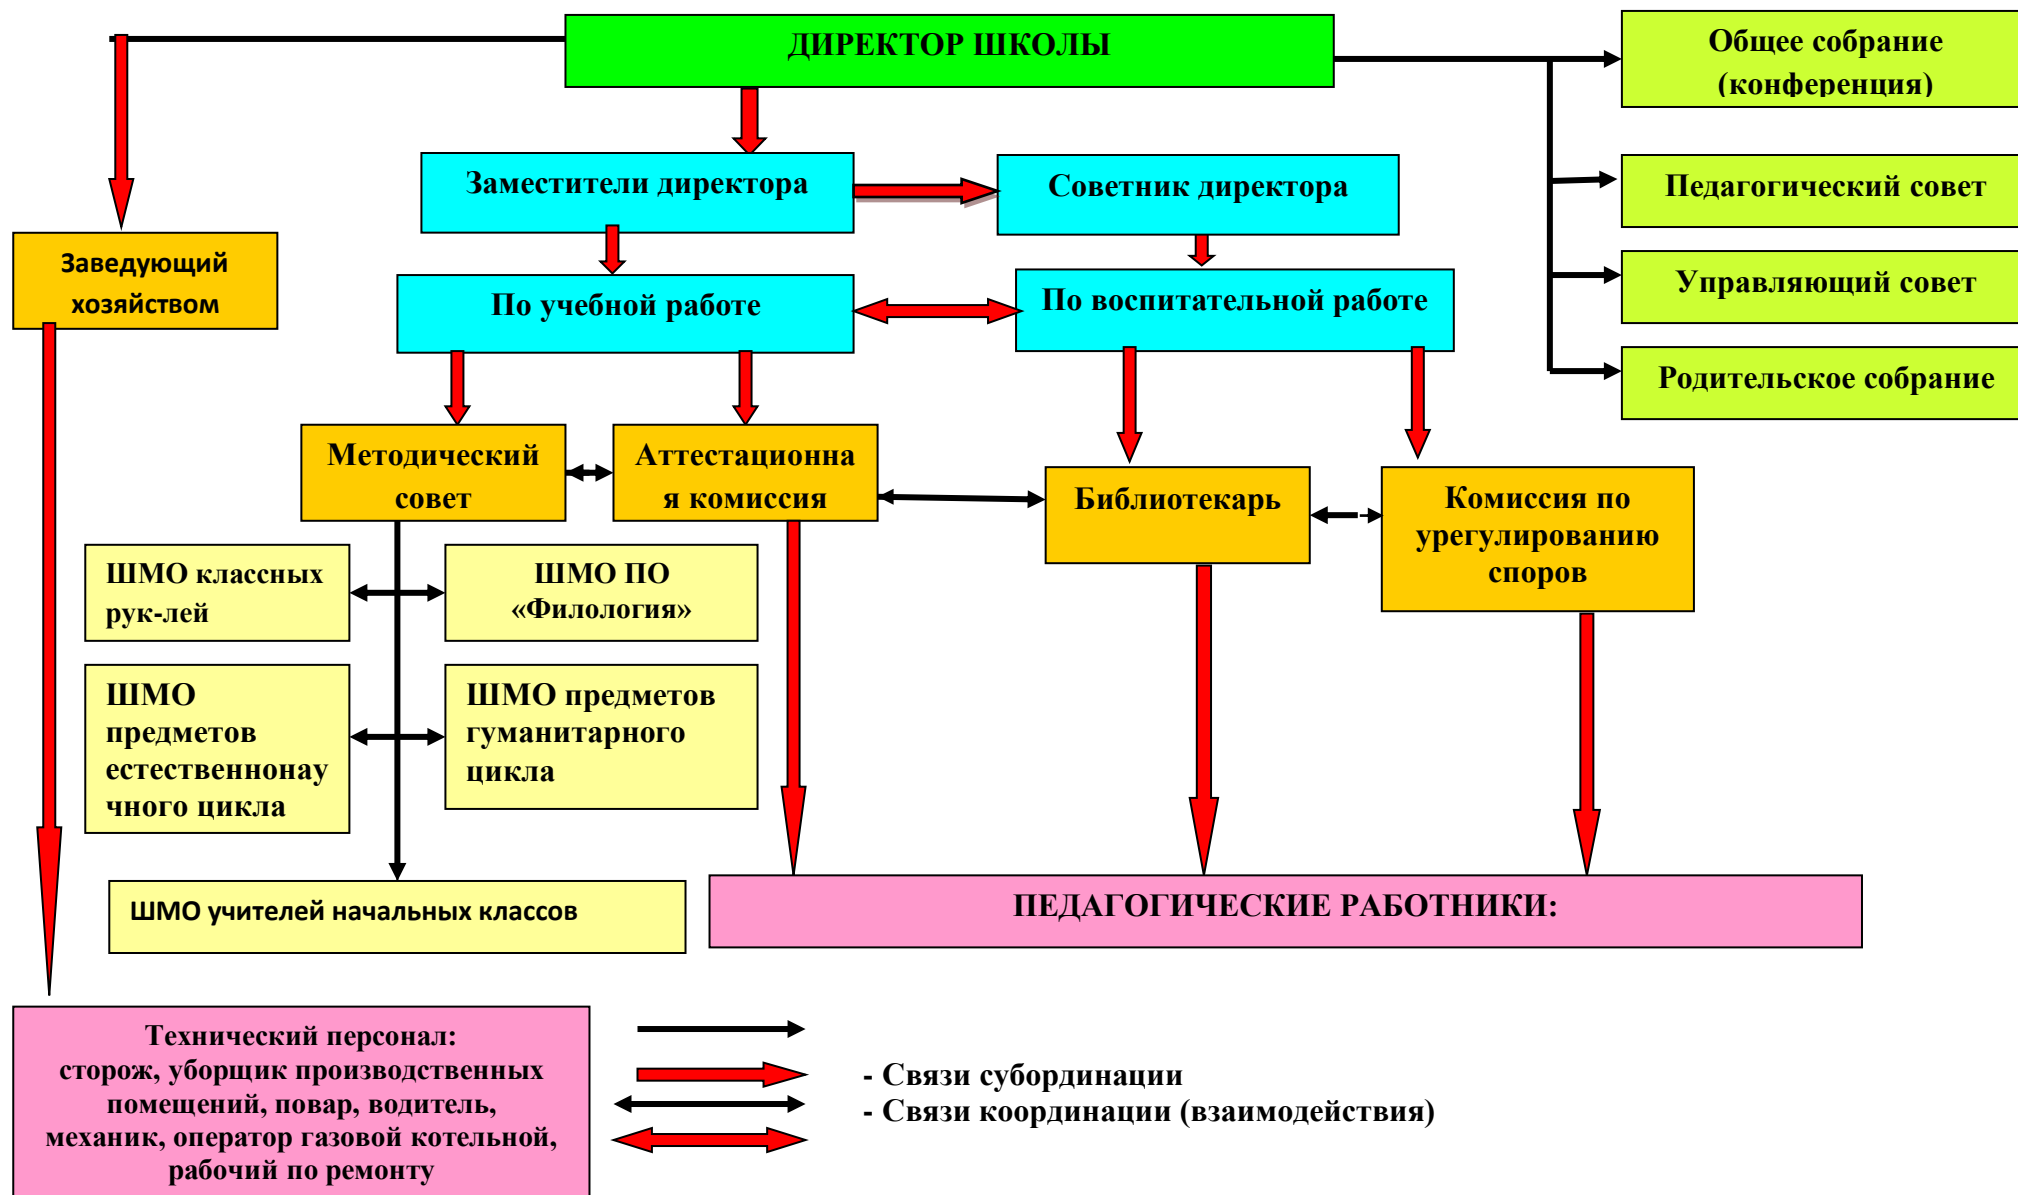 ДИРЕКТОР ШКОЛЫ
Общее собрание
(конференция)
Заместители директора
Советник директора
Педагогический совет
Заведующий
хозяйством
По учебной работе
По воспитательной работе
Управляющий совет
Родительское собрание
Методический
совет
Аттестационна
я комиссия
Библиотекарь
Комиссия по
урегулированию
споров
ШМО классных
рук-лей
ШМО ПО
«Филология»
ШМО
предметов
естественнонау
чного цикла
ШМО предметов
гуманитарного
цикла
ШМО учителей начальных классов
ПЕДАГОГИЧЕСКИЕ РАБОТНИКИ:
Технический персонал:
сторож, уборщик производственных
помещений, повар, водитель,
механик, оператор газовой котельной,
рабочий по ремонту
- Связи субординации
- Связи координации (взаимодействия)